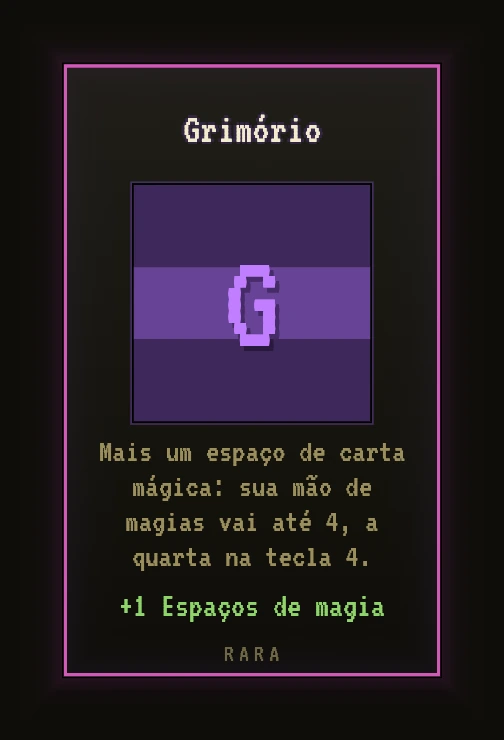 Grimório
G
Mais um espaço de carta
mágica: sua mão de
magias vai até 4, a
quarta na tecla 4.
+1 Espaços de magia
RARA